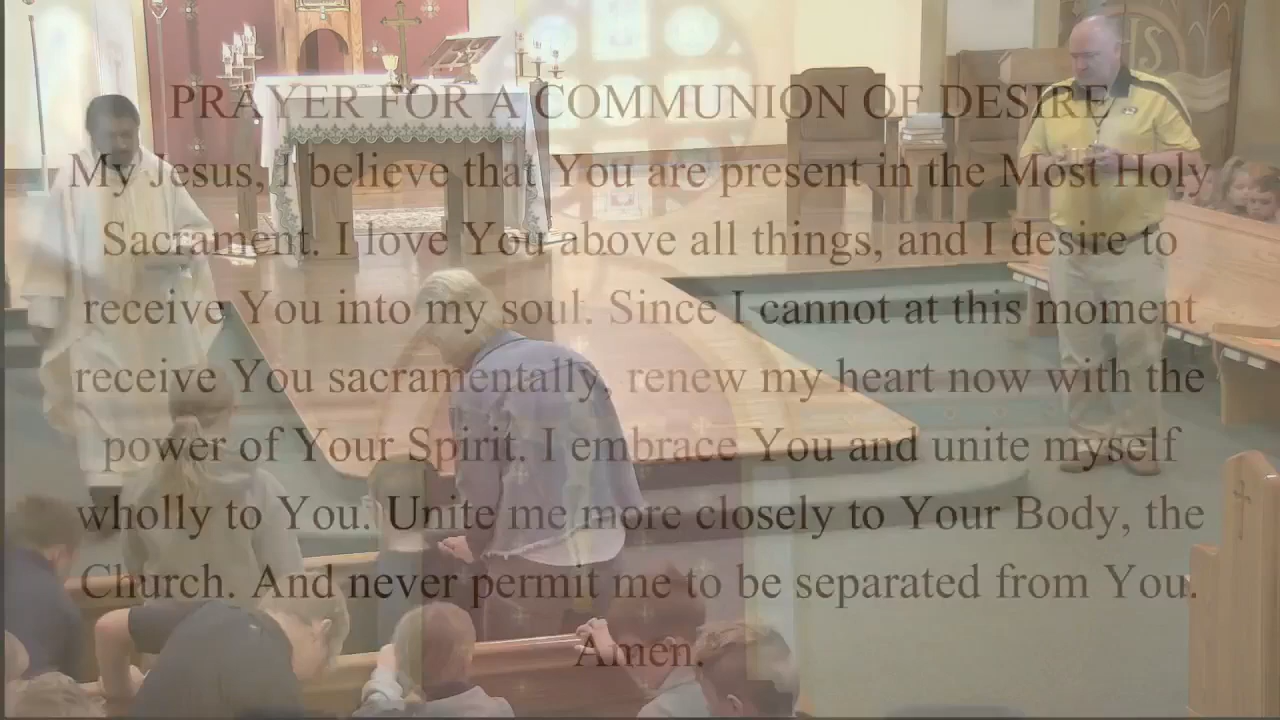 PRAYER FOR A COMMUNION OF DESIRE
My Jesus, I believe that You are present in the Most Holy
Sacrament. I love You above all things, and I desire to
receive You into my soul. Since I cannot at this moment
receive You sacramentally, renew my heart now with the
power of Your Spirit. I embrace You and unite myself
wholly to You. Unite me more closely to Your Body, the
Church. And never permit me to be separated from You.
Amen.